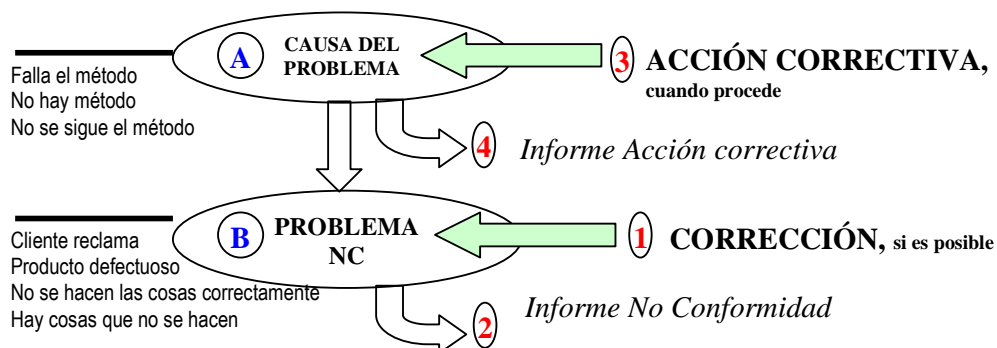 A
CAUSA DEL
PROBLEMA
3 ACCIÓN CORRECTIVA,
cuando procede
Falla el método
No hay método
No se sigue el método
4 Informe Acción correctiva
B
PROBLEMA
NC
1 CORRECCIÓN, si es posible
Cliente reclama
Producto defectuoso
No se hacen las cosas correctamente
Hay cosas que no se hacen
2 Informe No Conformidad